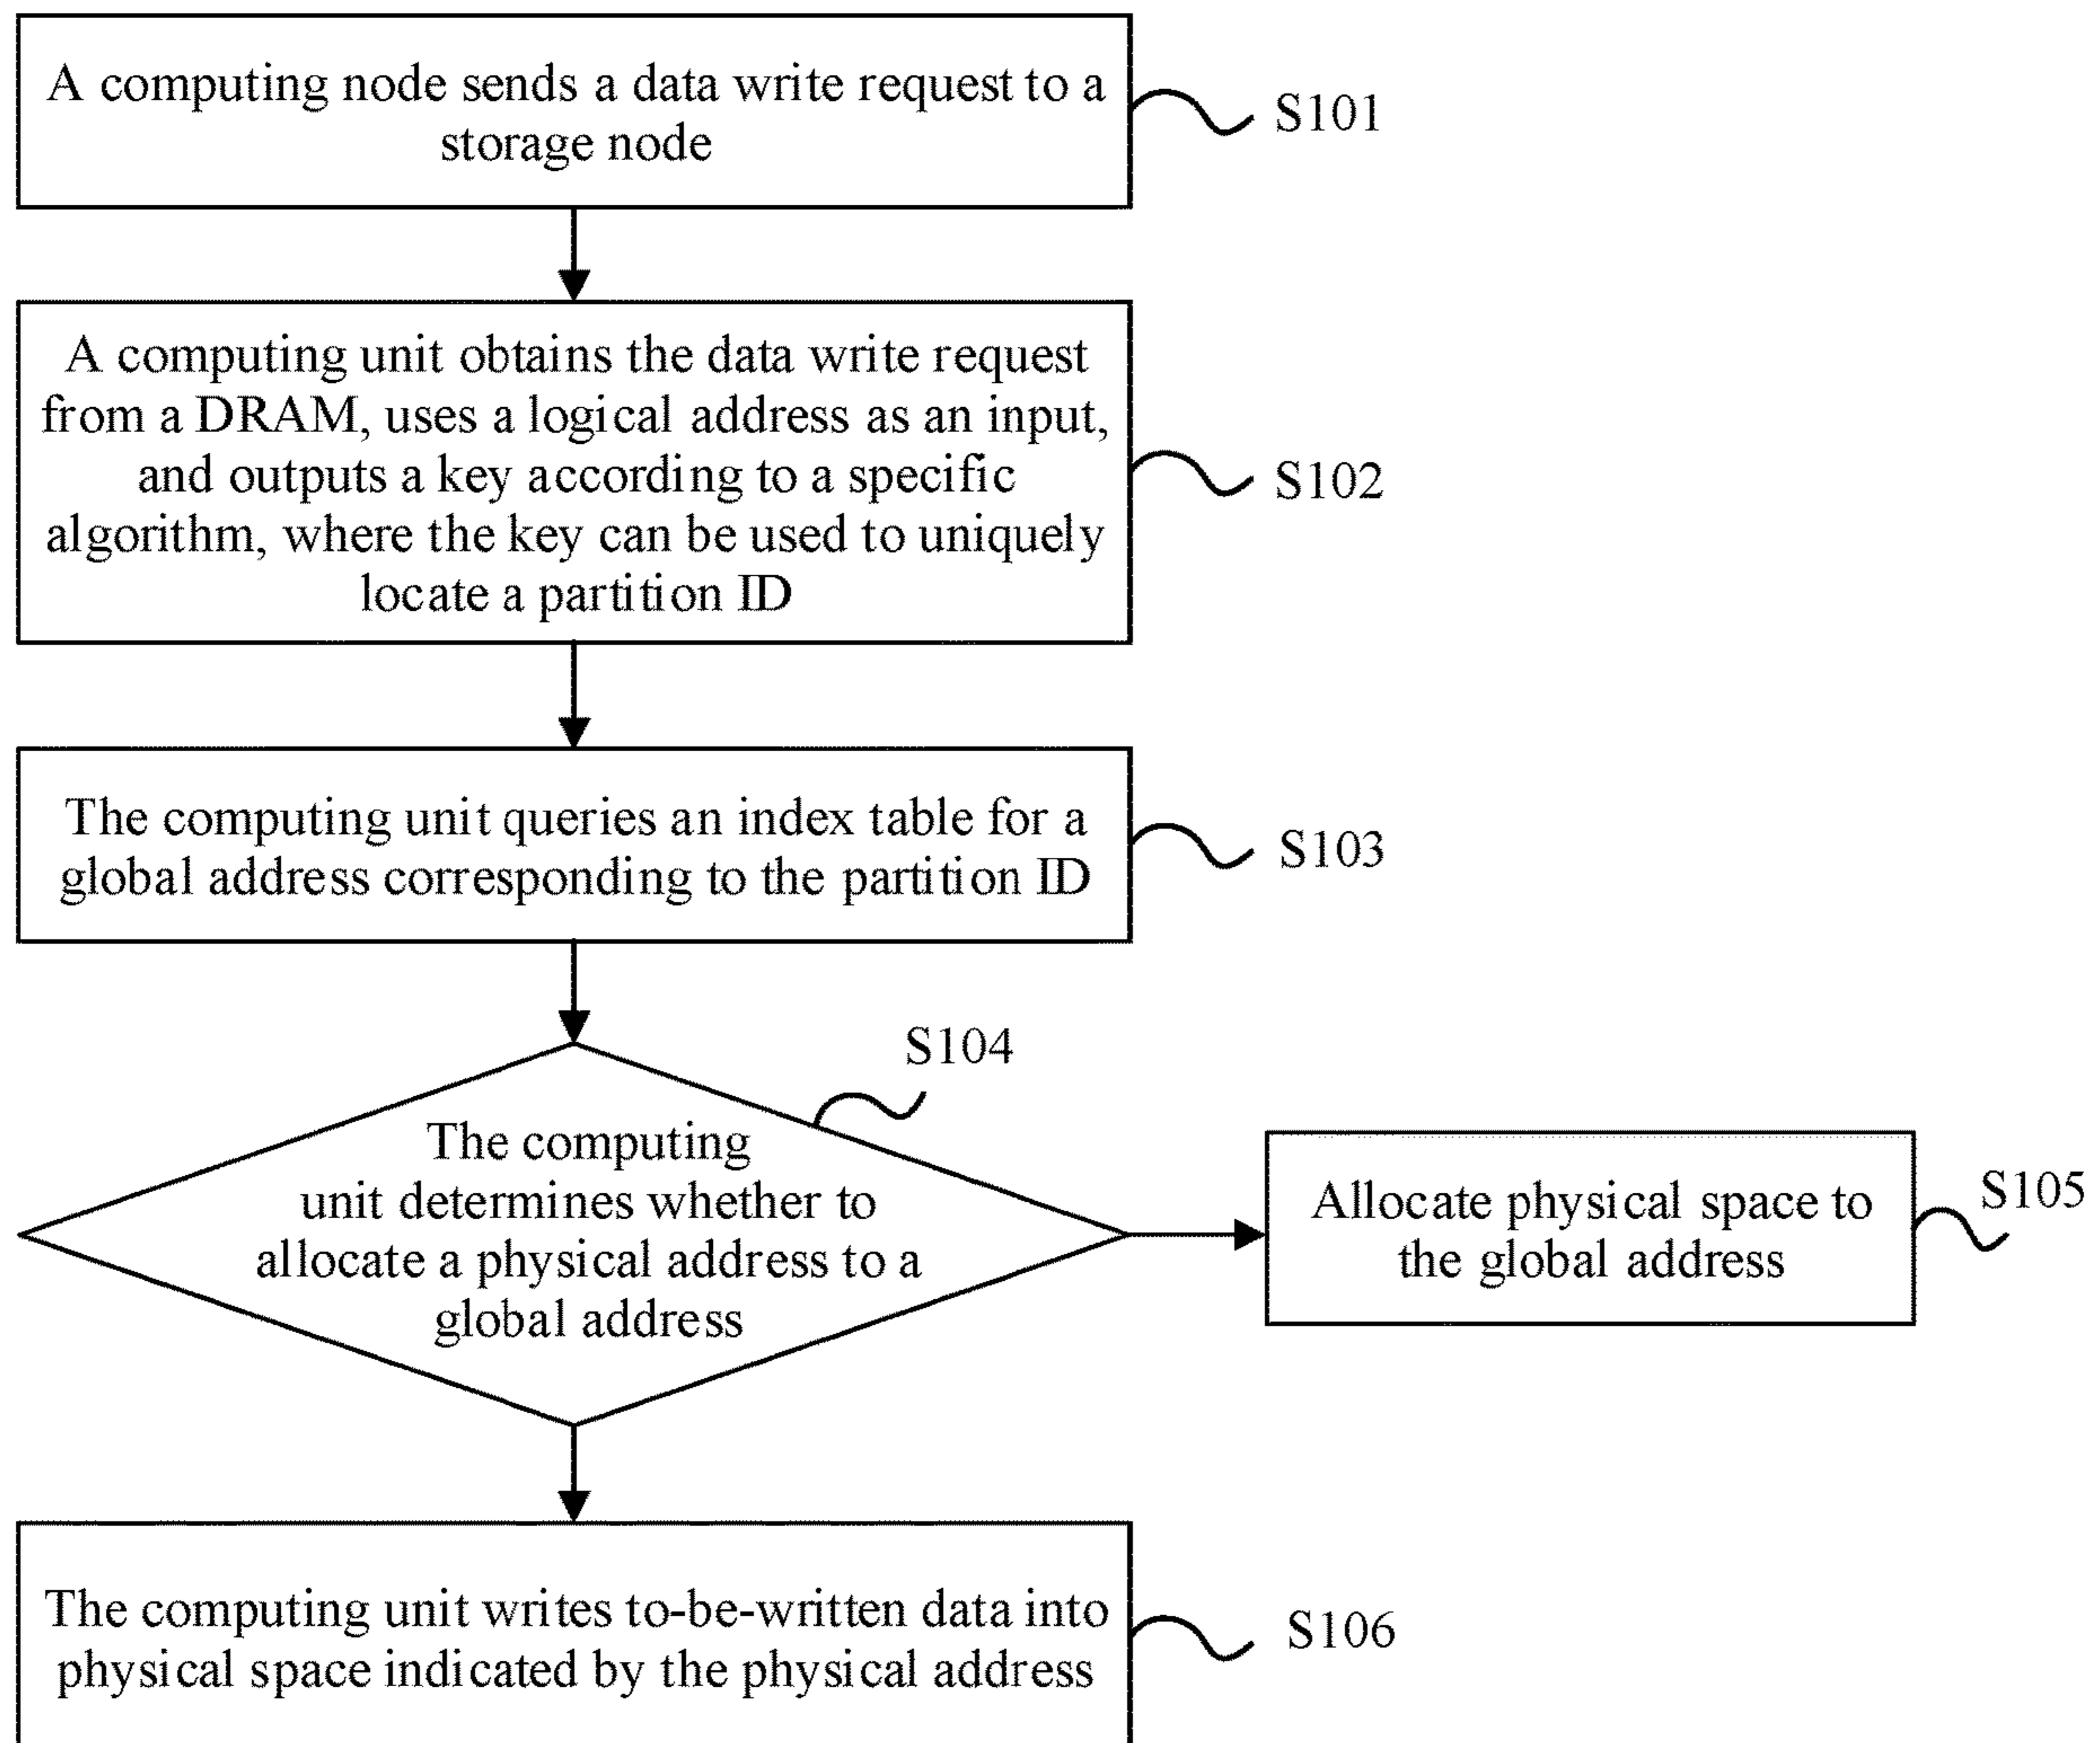 A computing node sends a data write request to a
storage node
S101
A computing unit obtains the data write request
from a DRAM, uses a logical address as an input,
and outputs a key according to a specific
algorithm, where the key can be used to uniquely
locate a partition ID
S102
The computing unit queries an index table for a
global address corresponding to the partition ID
S103
S104
The computing
unit determines whether to
allocate a physical address to a
global address
Allocate physical space to
the global address
S105
The computing unit writes to-be-written data into
physical space indicated by the physical address
S106